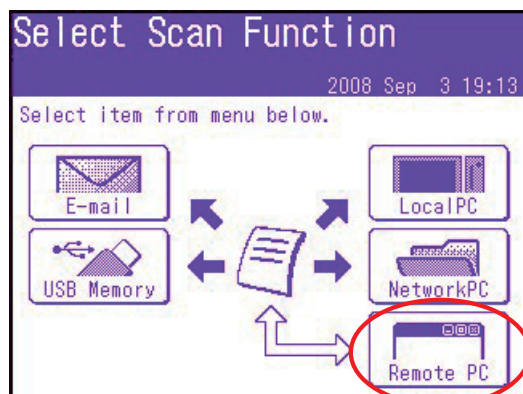 Select Scan Function
2008 Sep 3 19:13
Select item from menu below.
E-mail
LocalPC
USB Memory
NetworkPC
Remote PC